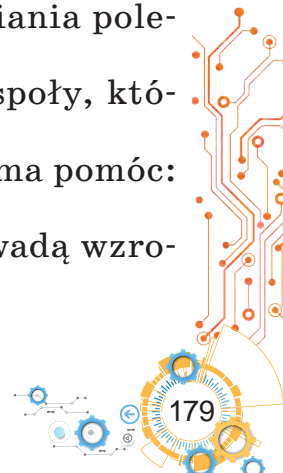 iania pole-
społy, któ-
ma pomóc:
wadą wzro-
179